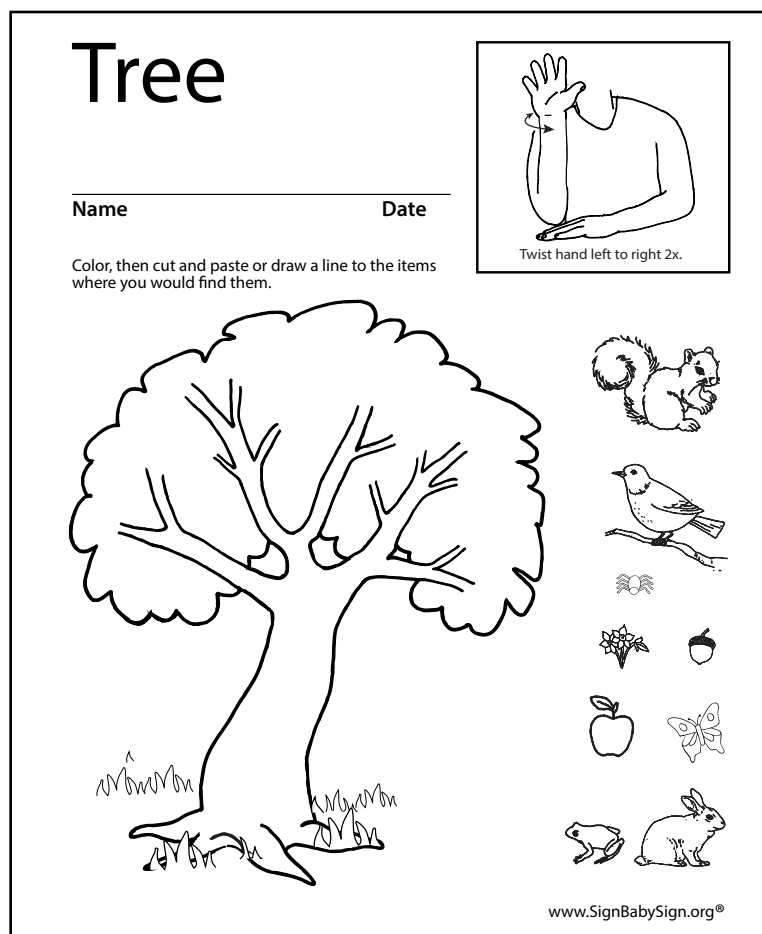 Tree
Name Date
Twist hand left to right 2x.
Color, then cut and paste or draw a line to the items
where you would find them.
www.SignBabySign.org®